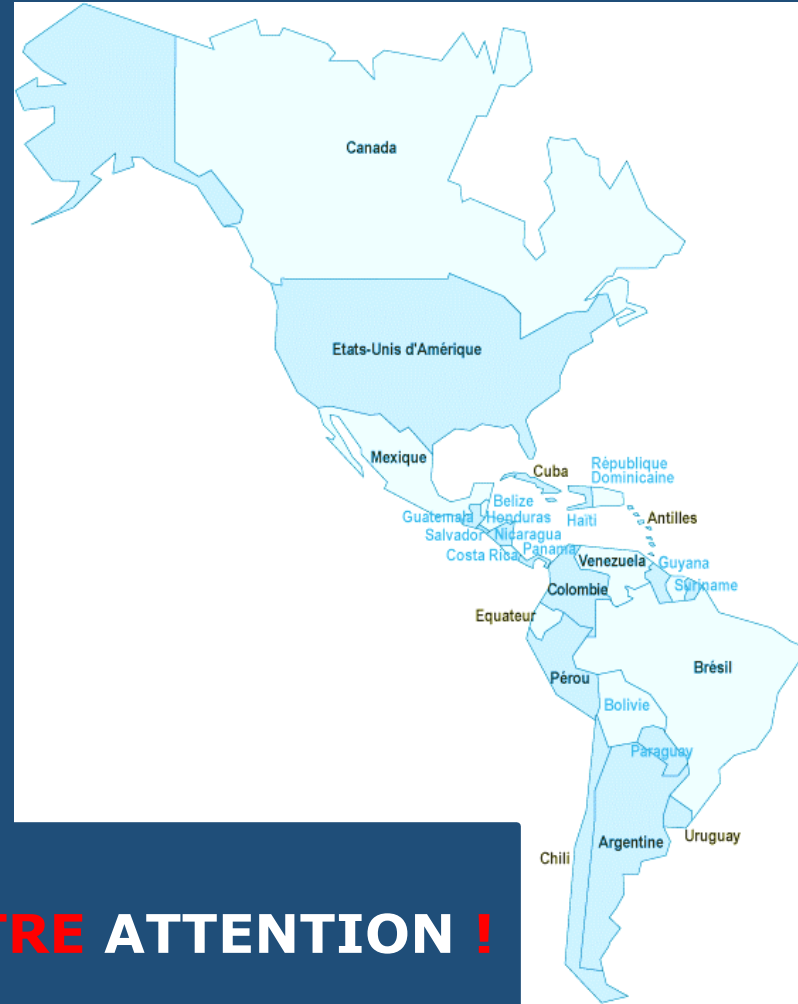 Canada
Etats-Unis d'Amérique
Mexique
Cuba
République
Dominicaine
Belize
Guatemala
Honduras
Haïti
Antilles
Salvador
Nicaragua
Costa Rica
Panama
Venezuela
Guyana
Suriname
Colombie
Equateur
Brésil
Pérou
Bolivie
Paraguay
Uruguay
Argentine
Chili
TRE ATTENTION !